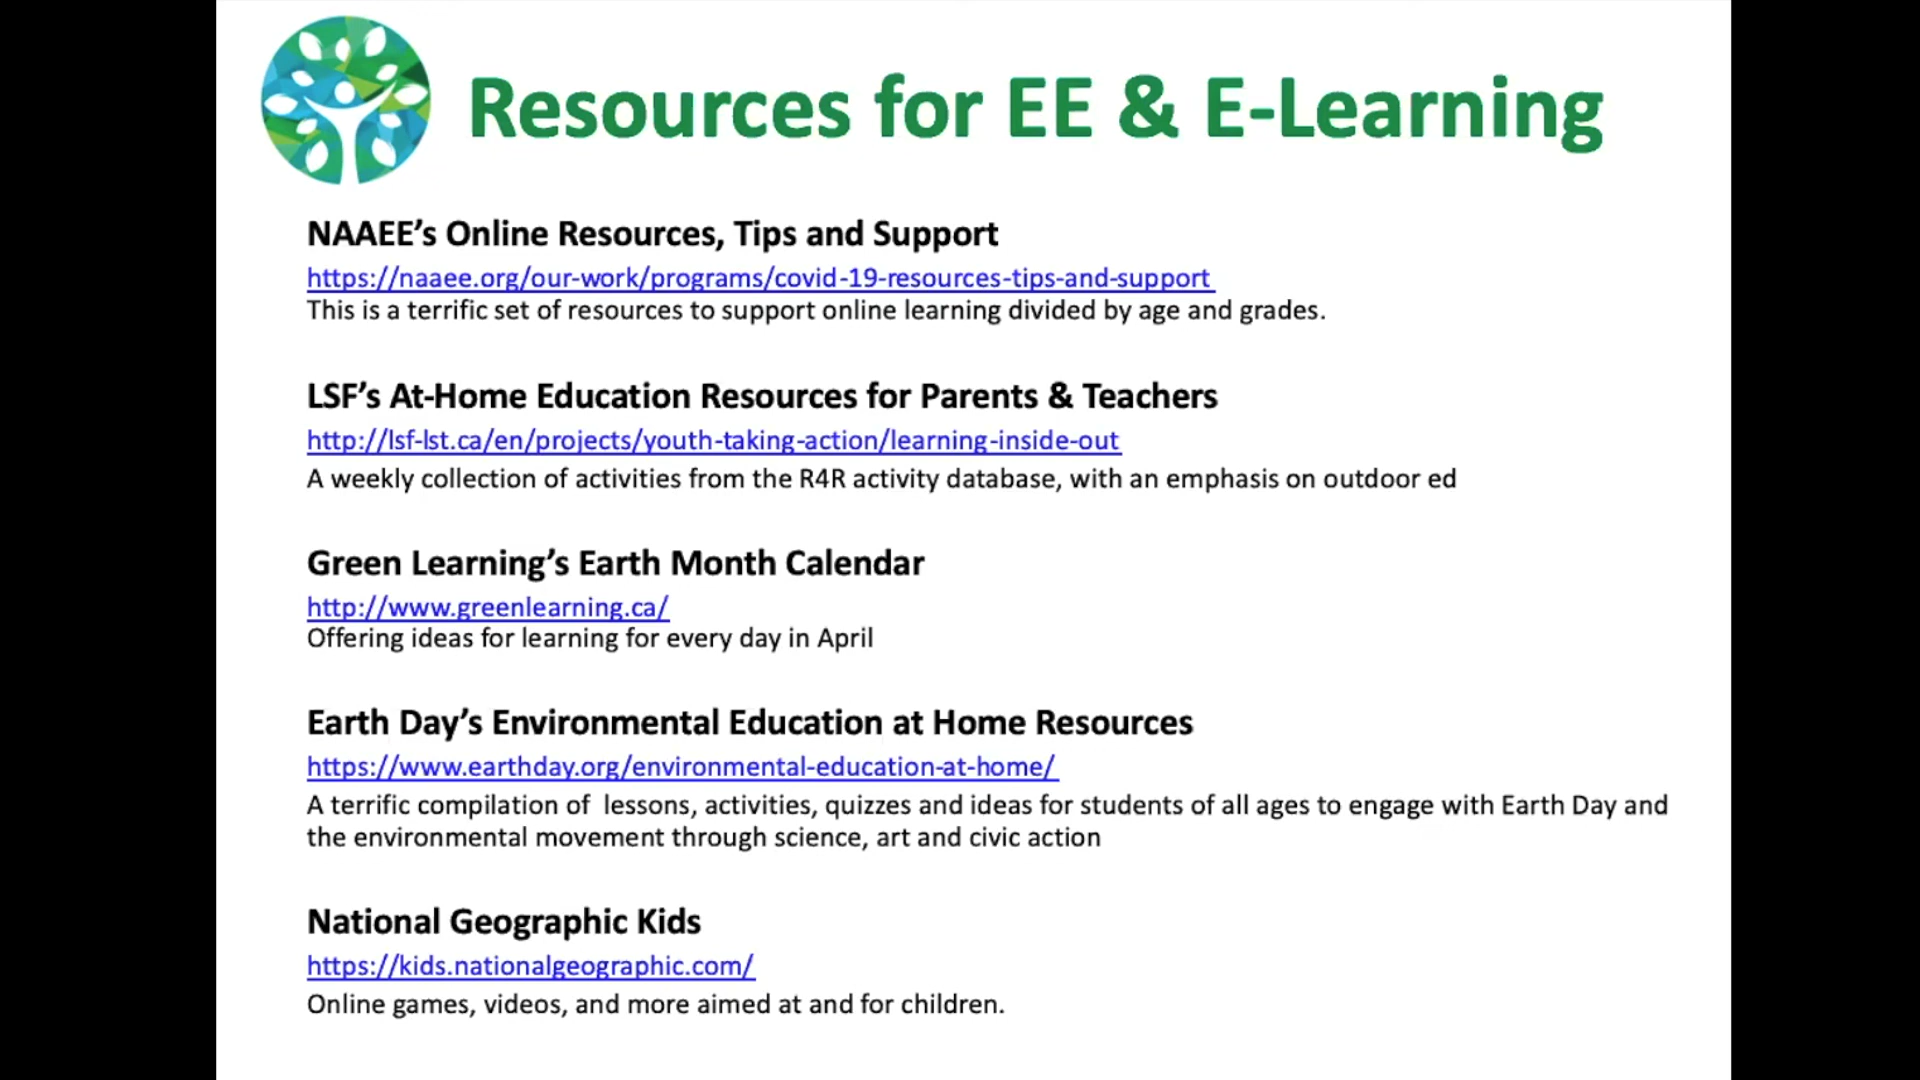 Resources for EE & E-Learning
NAAEE’s Online Resources, Tips and Support
https://naaee.org/our-work/programs/covid-19-resources-tips-and-support
This is a terrific set of resources to support online learning divided by age and grades.
LSF’s At-Home Education Resources for Parents & Teachers
http://lsf-lst.ca/en/projects/youth-taking-action/learning-inside-out
A weekly collection of activities from the R4R activity database, with an emphasis on outdoor ed
Green Learning’s Earth Month Calendar
http://www.greenlearning.ca/
Offering ideas for learning for every day in April
Earth Day’s Environmental Education at Home Resources
https://www.earthday.org/environmental-education-at-home/
A terrific compilation of  lessons, activities, quizzes and ideas for students of all ages to engage with Earth Day and
the environmental movement through science, art and civic action
National Geographic Kids
https://kids.nationalgeographic.com/
Online games, videos, and more aimed at and for children.